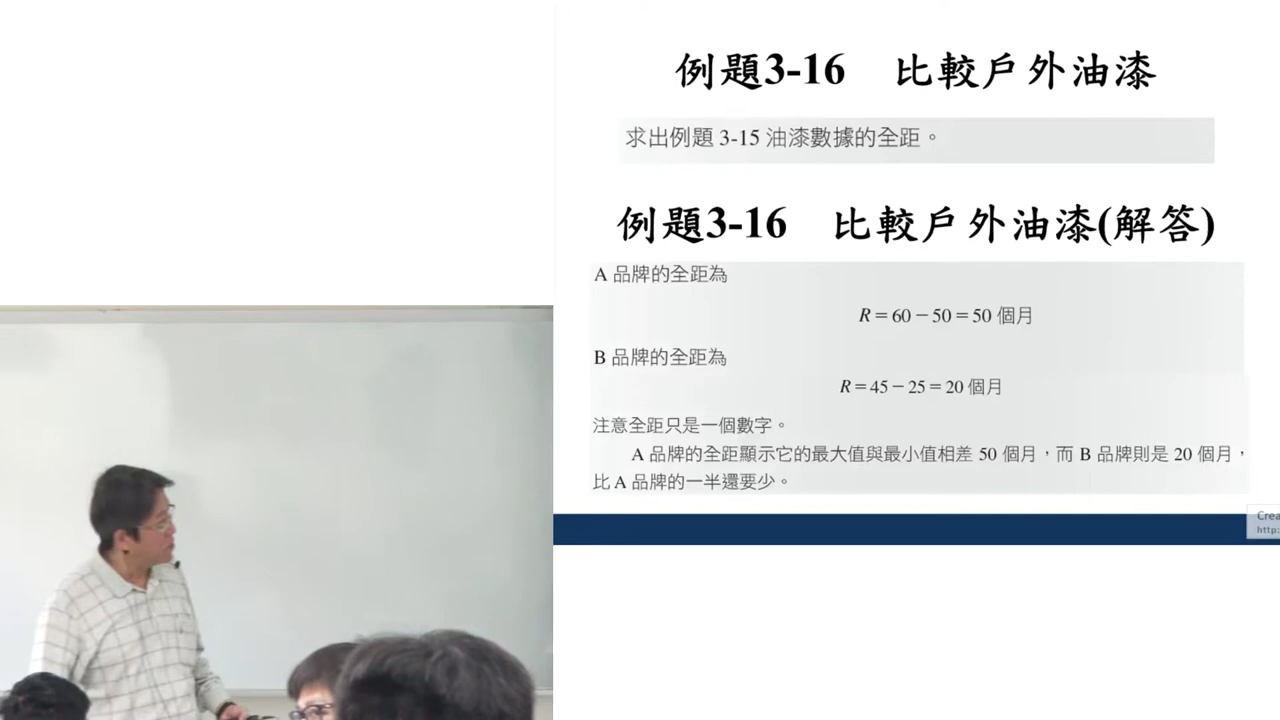 例題3-16 比較戶外油漆
求出例題 3-15 油漆數據的全距。
例題3-16 比較戶外油漆(解答)
A 品牌的全距為
R = 60 − 50 = 50 個月
B 品牌的全距為
R = 45 − 25 = 20 個月
注意全距只是一個數字。
A 品牌的全距顯示它的最大值與最小值相差 50 個月，而 B 品牌則是 20 個月，
比 A 品牌的一半還要少。
Crea
http: